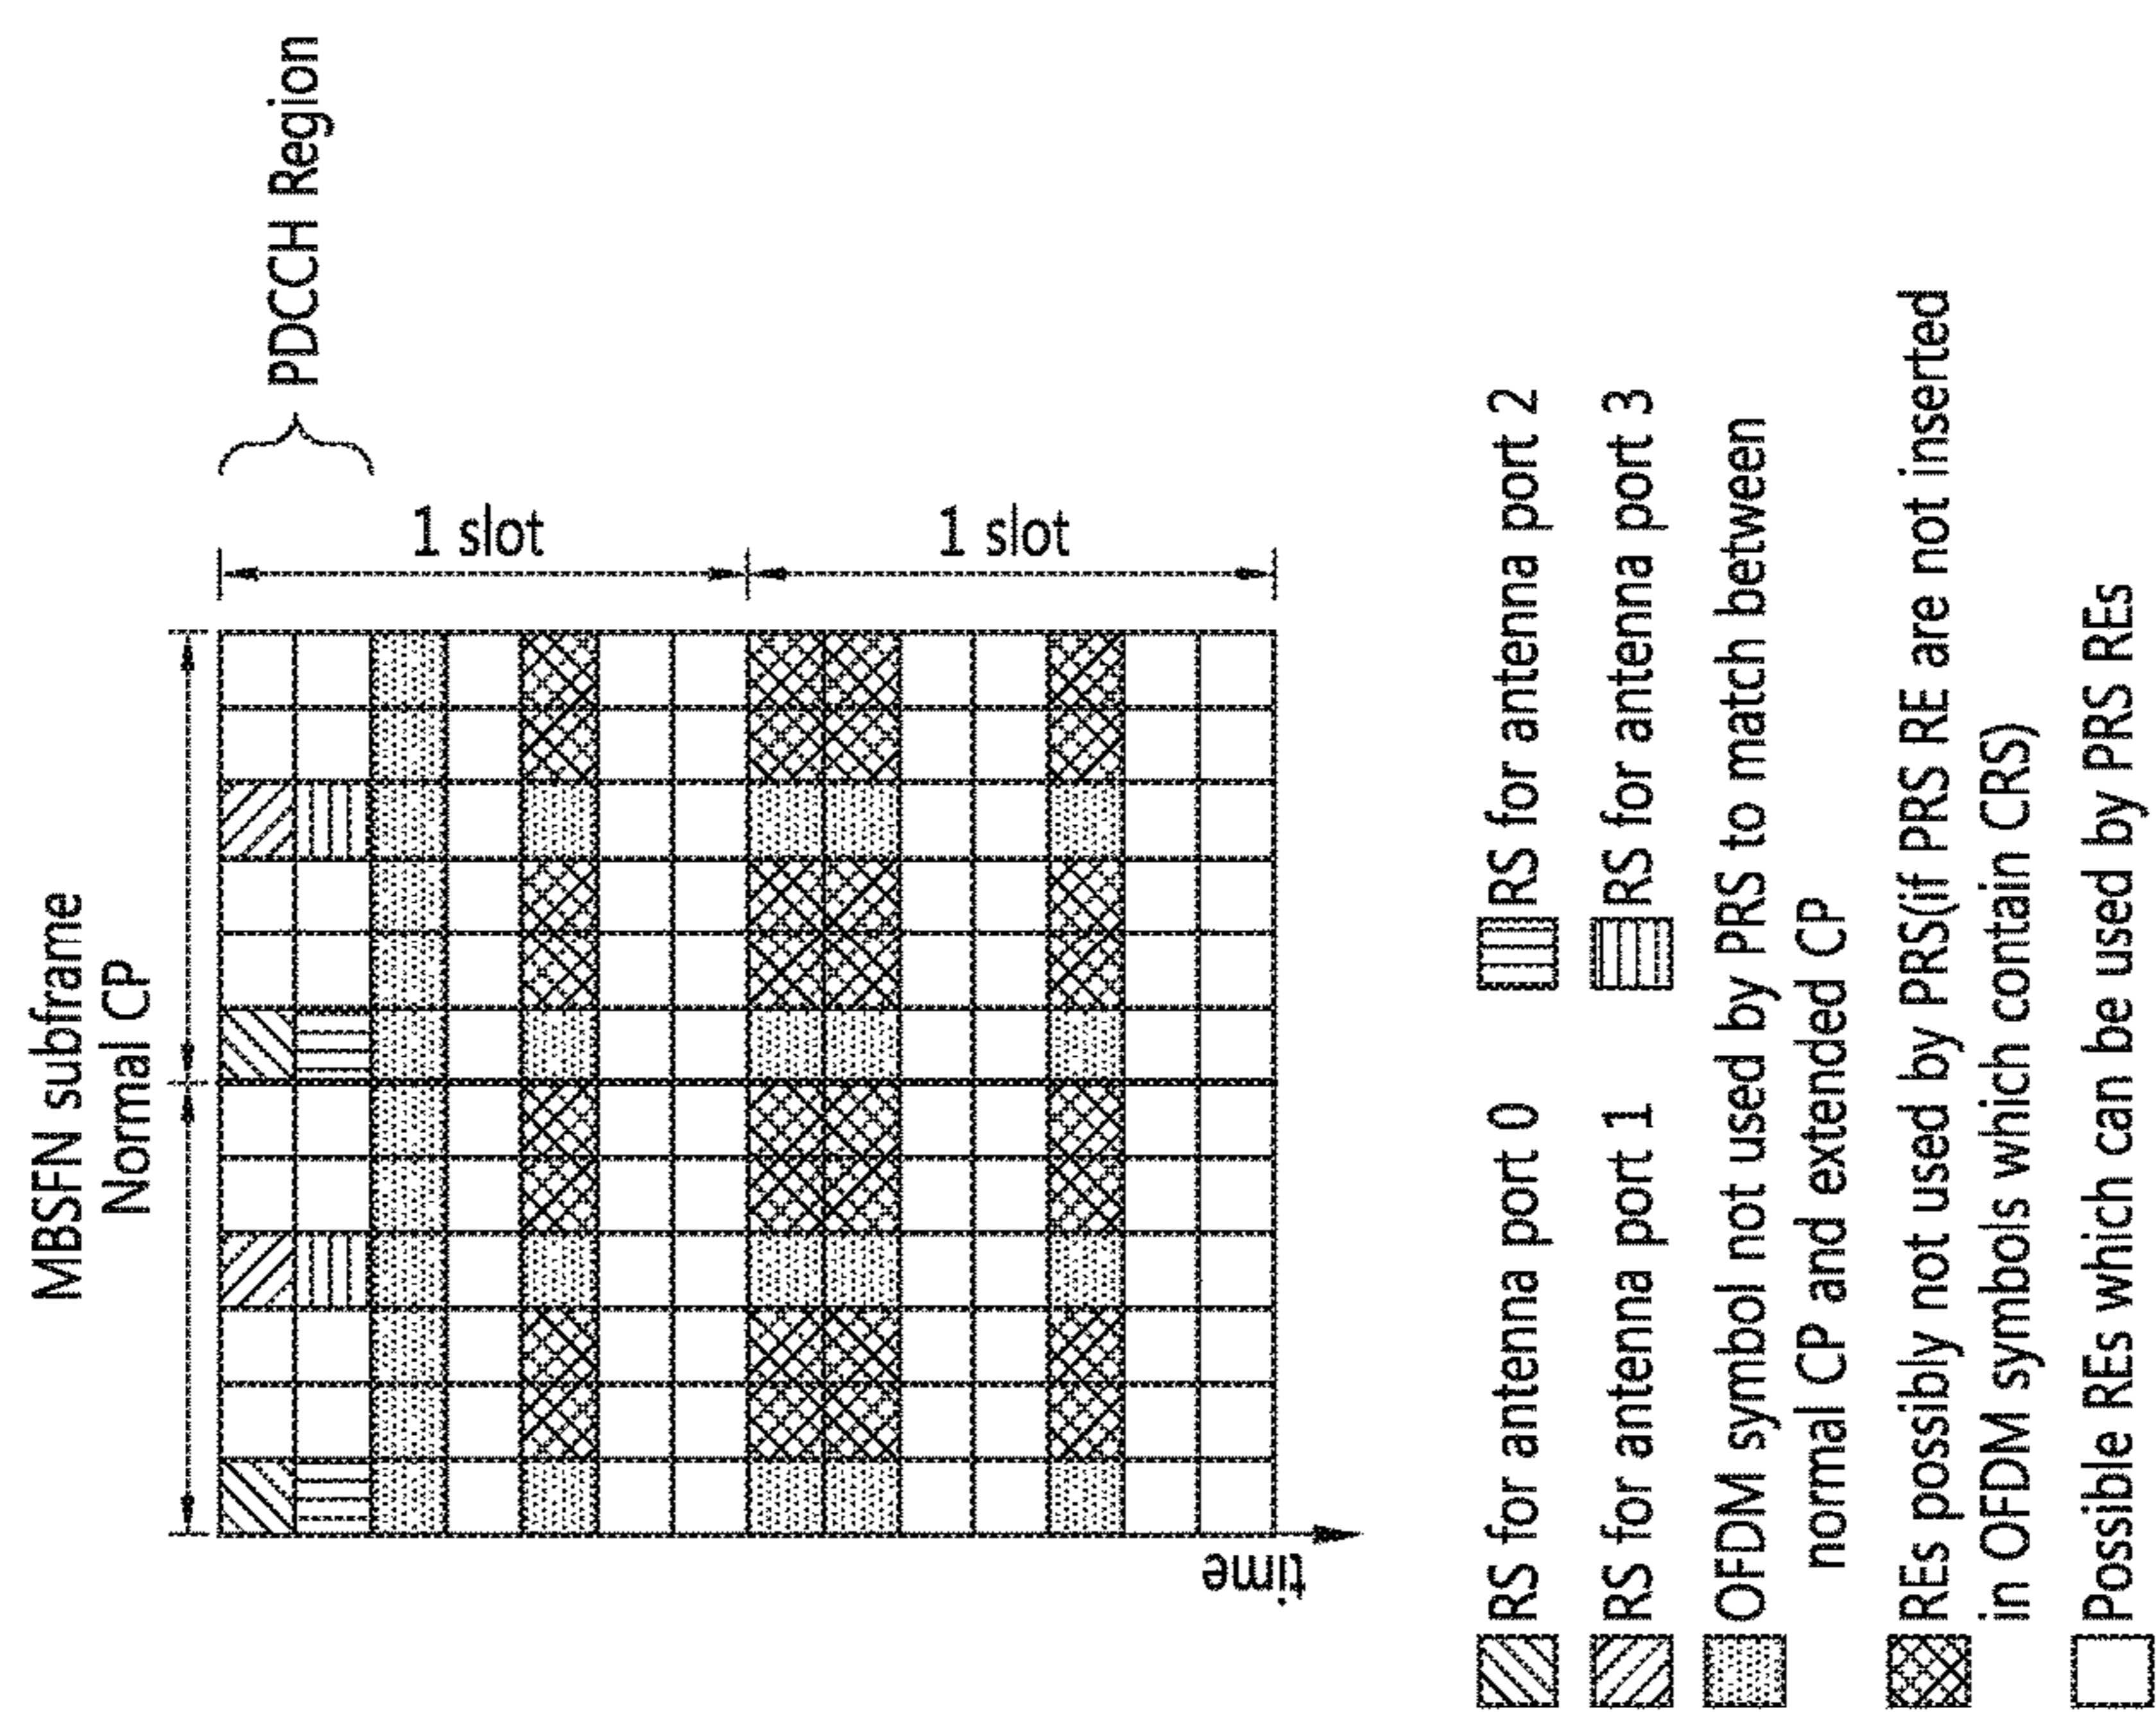 MBSFN subframe
Normal CP
PDCCH Region
1 slot
1 slot
time
RS for antenna port 0
RS for antenna port 2
RS for antenna port 1
RS for antenna port 3
OFDM symbol not used by PRS to match between
normal CP and extended CP
REs possibly not used by PRS(if PRS RE are not inserted
in OFDM symbols which contain CRS)
Possible REs which can be used by PRS REs